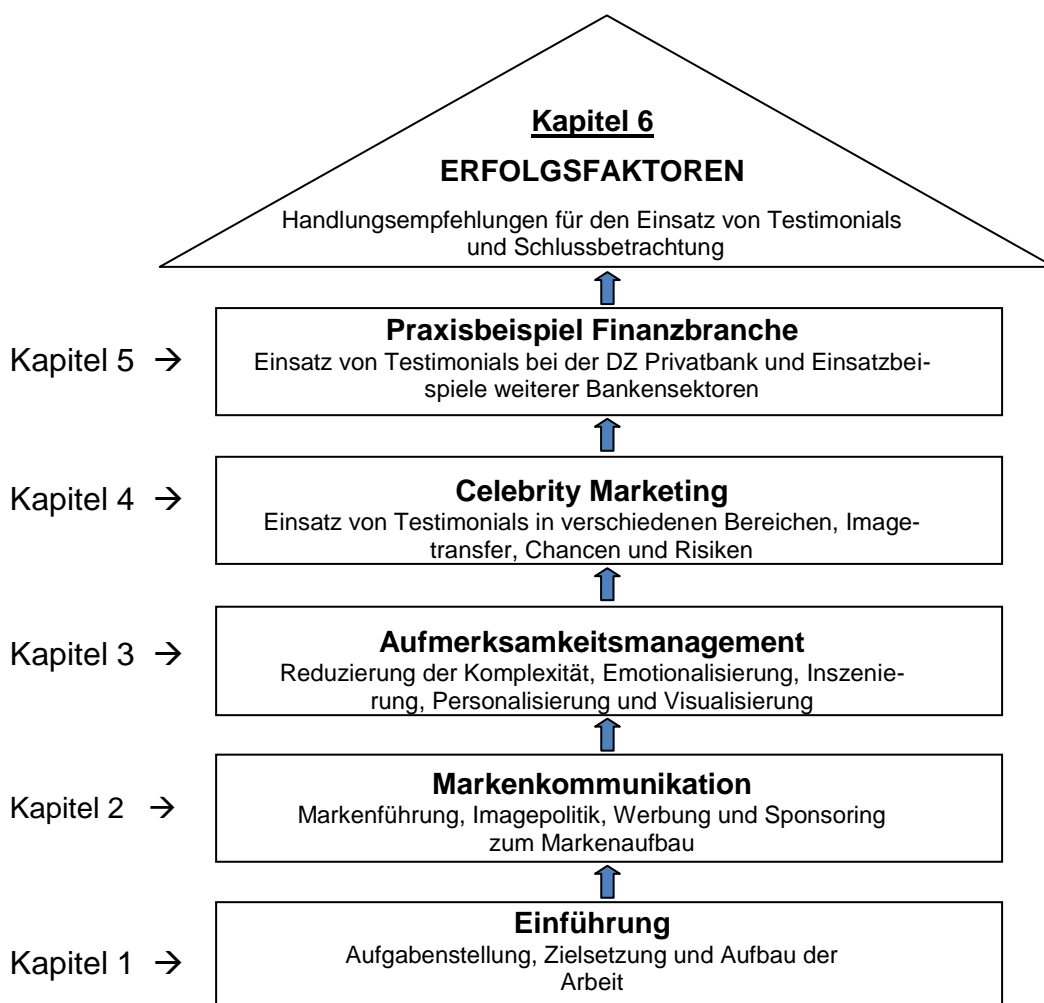 Kapitel 6
ERFOLGSFAKTOREN
Handlungsempfehlungen für den Einsatz von Testimonials
und Schlussbetrachtung
Kapitel 5 →
Praxisbeispiel Finanzbranche
Einsatz von Testimonials bei der DZ Privatbank und Einsatzbei-
spiele weiterer Bankensektoren
Kapitel 4 →
Celebrity Marketing
Einsatz von Testimonials in verschiedenen Bereichen, Image-
transfer, Chancen und Risiken
Kapitel 3 →
Aufmerksamkeitsmanagement
Reduzierung der Komplexität, Emotionalisierung, Inszenie-
rung, Personalisierung und Visualisierung
Kapitel 2 →
Markenkommunikation
Markenführung, Imagepolitik, Werbung und Sponsoring
zum Markenaufbau
Kapitel 1 →
Einführung
Aufgabenstellung, Zielsetzung und Aufbau der
Arbeit